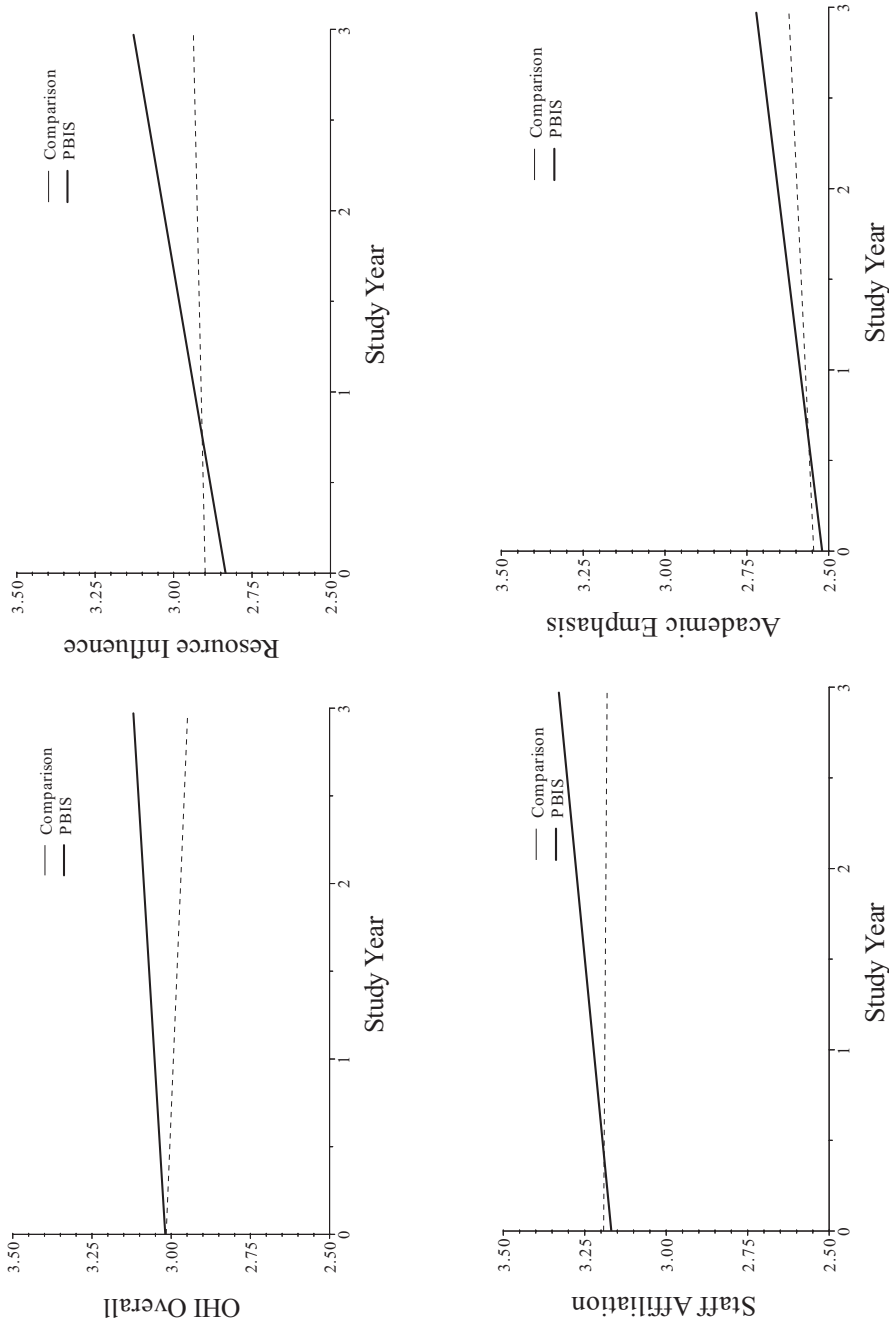 OHI Overall
3.50
3.25
3.00
2.75
2.50
0
1
2
3
Study Year
Comparison
PBIS
Resource Influence
3.50
3.25
3.00
2.75
2.50
0
1
2
3
Study Year
Comparison
PBIS
Staff Affiliation
3.50
3.25
3.00
2.75
2.50
0
1
2
3
Study Year
Comparison
PBIS
Academic Emphasis
3.50
3.25
3.00
2.75
2.50
0
1
2
3
Study Year
Comparison
PBIS